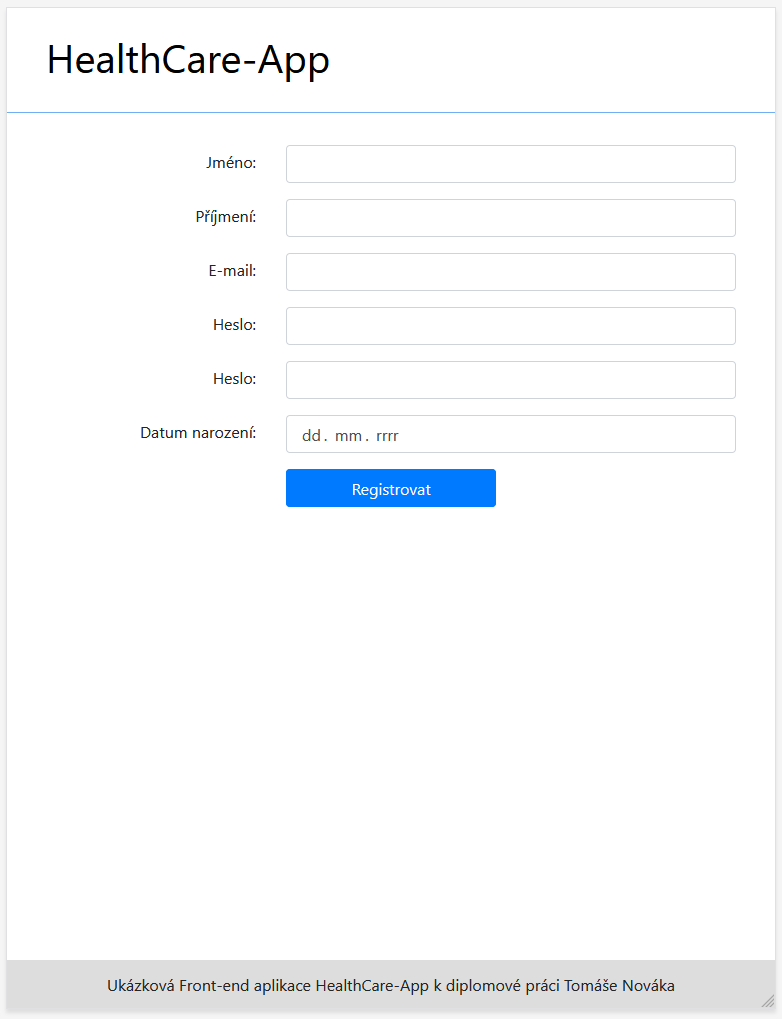 HealthCare-App
Jméno:
Příjmení:
E-mail:
Heslo:
Heslo:
Datum narození: dd. mm. rrrr
Registrovat
Ukázková Front-end aplikace HealthCare-App k diplomové práci Tomáše Nováka